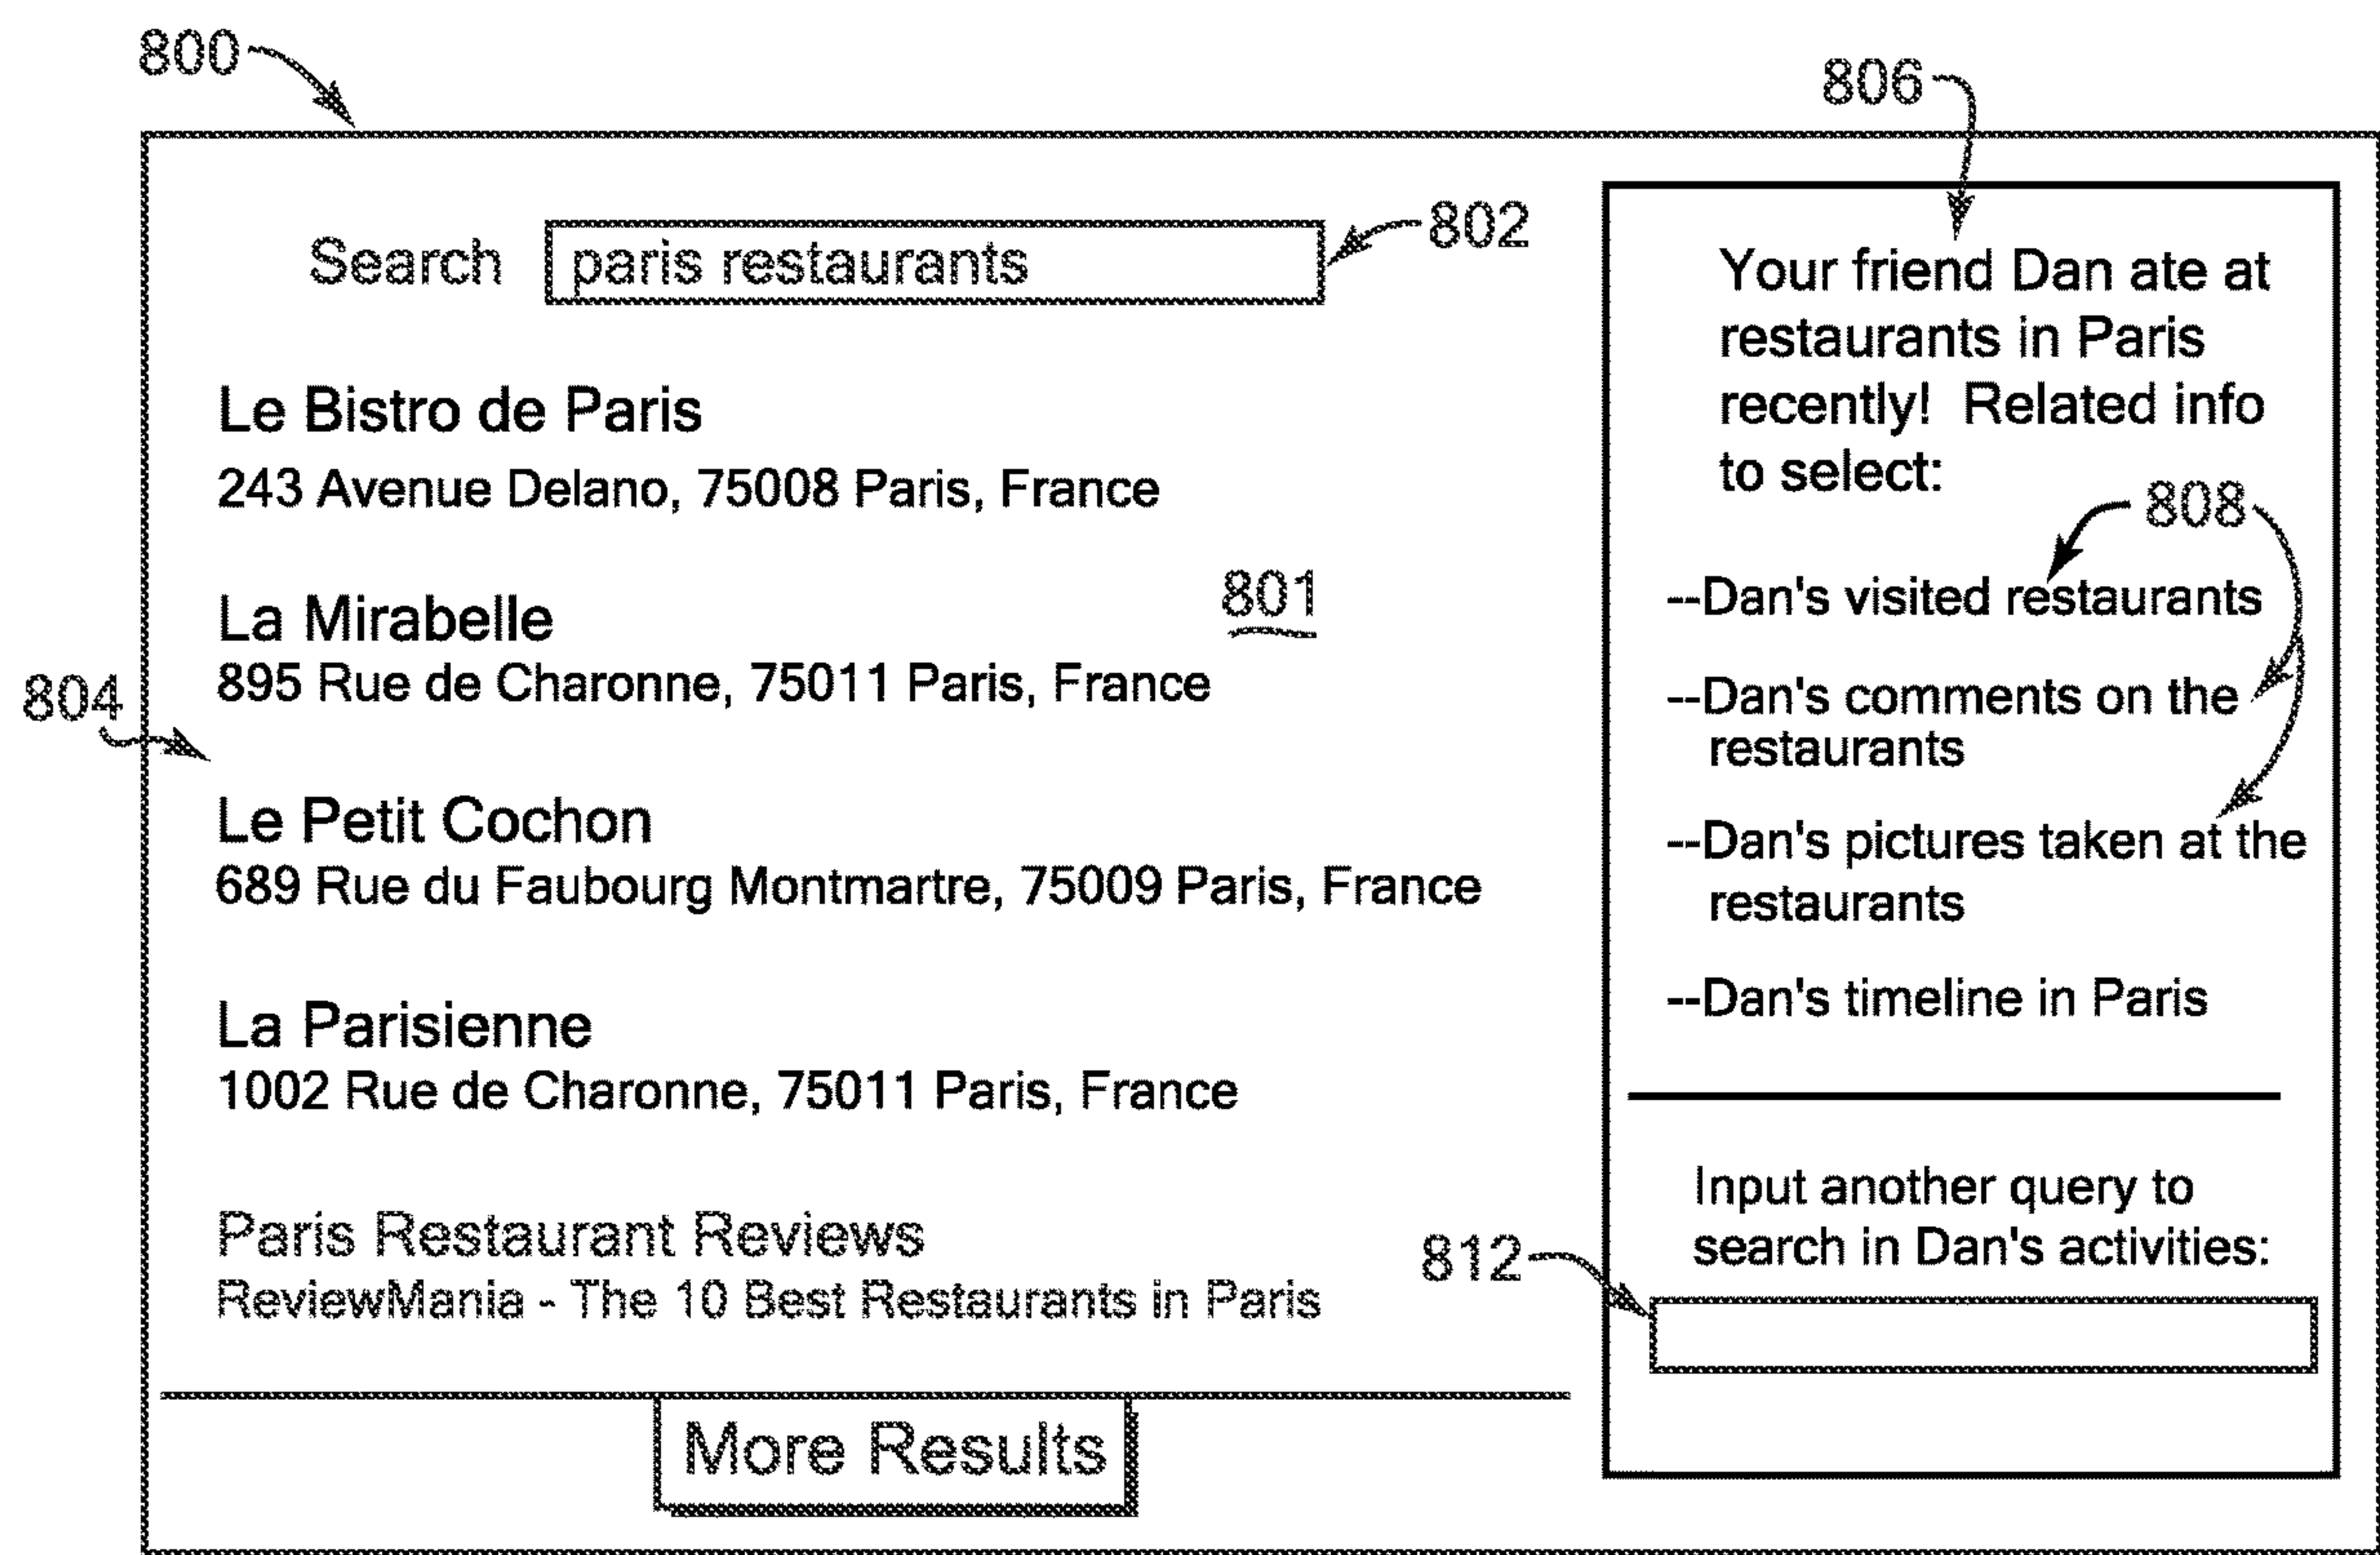 800
806
Search
paris restaurants
802
Le Bistro de Paris
243 Avenue Delano, 75008 Paris, France
801
La Mirabelle
895 Rue de Charonne, 75011 Paris, France
804
Le Petit Cochon
689 Rue du Faubourg Montmartre, 75009 Paris, France
La Parisienne
1002 Rue de Charonne, 75011 Paris, France
Paris Restaurant Reviews
ReviewMania - The 10 Best Restaurants in Paris
More Results
Your friend Dan ate at
restaurants in Paris
recently! Related info
to select:
808
--Dan's visited restaurants
--Dan's comments on the
restaurants
--Dan's pictures taken at the
restaurants
--Dan's timeline in Paris
Input another query to
search in Dan's activities:
812